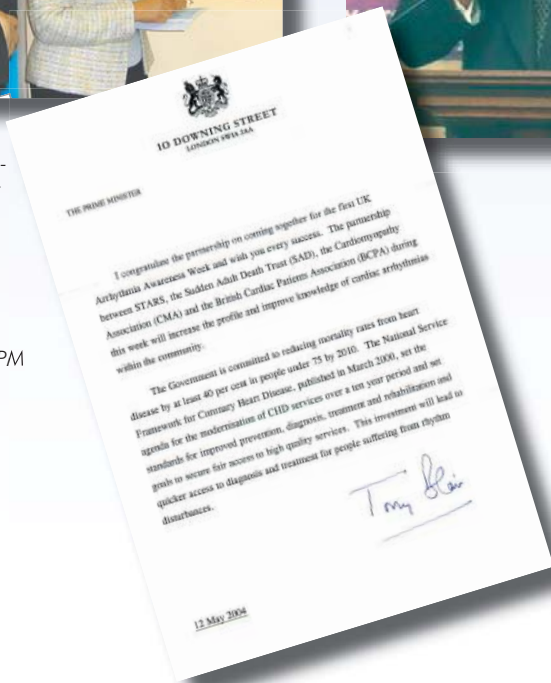 10 DOWNING STREET
LONDON SW1A 2AA
THE PRIME MINISTER
I congratulate the partnership on coming together for the first UK
Arrhythmia Awareness Week and wish you every success. The partnership
between STARS, the Sudden Adult Death Trust (SAD), the Cardiomyopathy
Association (CMA) and the British Cardiac Patients Association (BCPA) during
this week will increase the profile and improve knowledge of cardiac arrhythmias
within the community.
The Government is committed to reducing mortality rates from heart
disease by at least 40 per cent in people under 75 by 2010. The National Service
Framework for Coronary Heart Disease, published in March 2000, set the
agenda for the modernisation of CHD services over a ten year period and set
standards for improved prevention, diagnosis, treatment and rehabilitation and
goals to secure fair access to high quality services. This investment will lead to
quicker access to diagnosis and treatment for people suffering from rhythm
disturbances.
Tony Blair
12 May 2004
PM